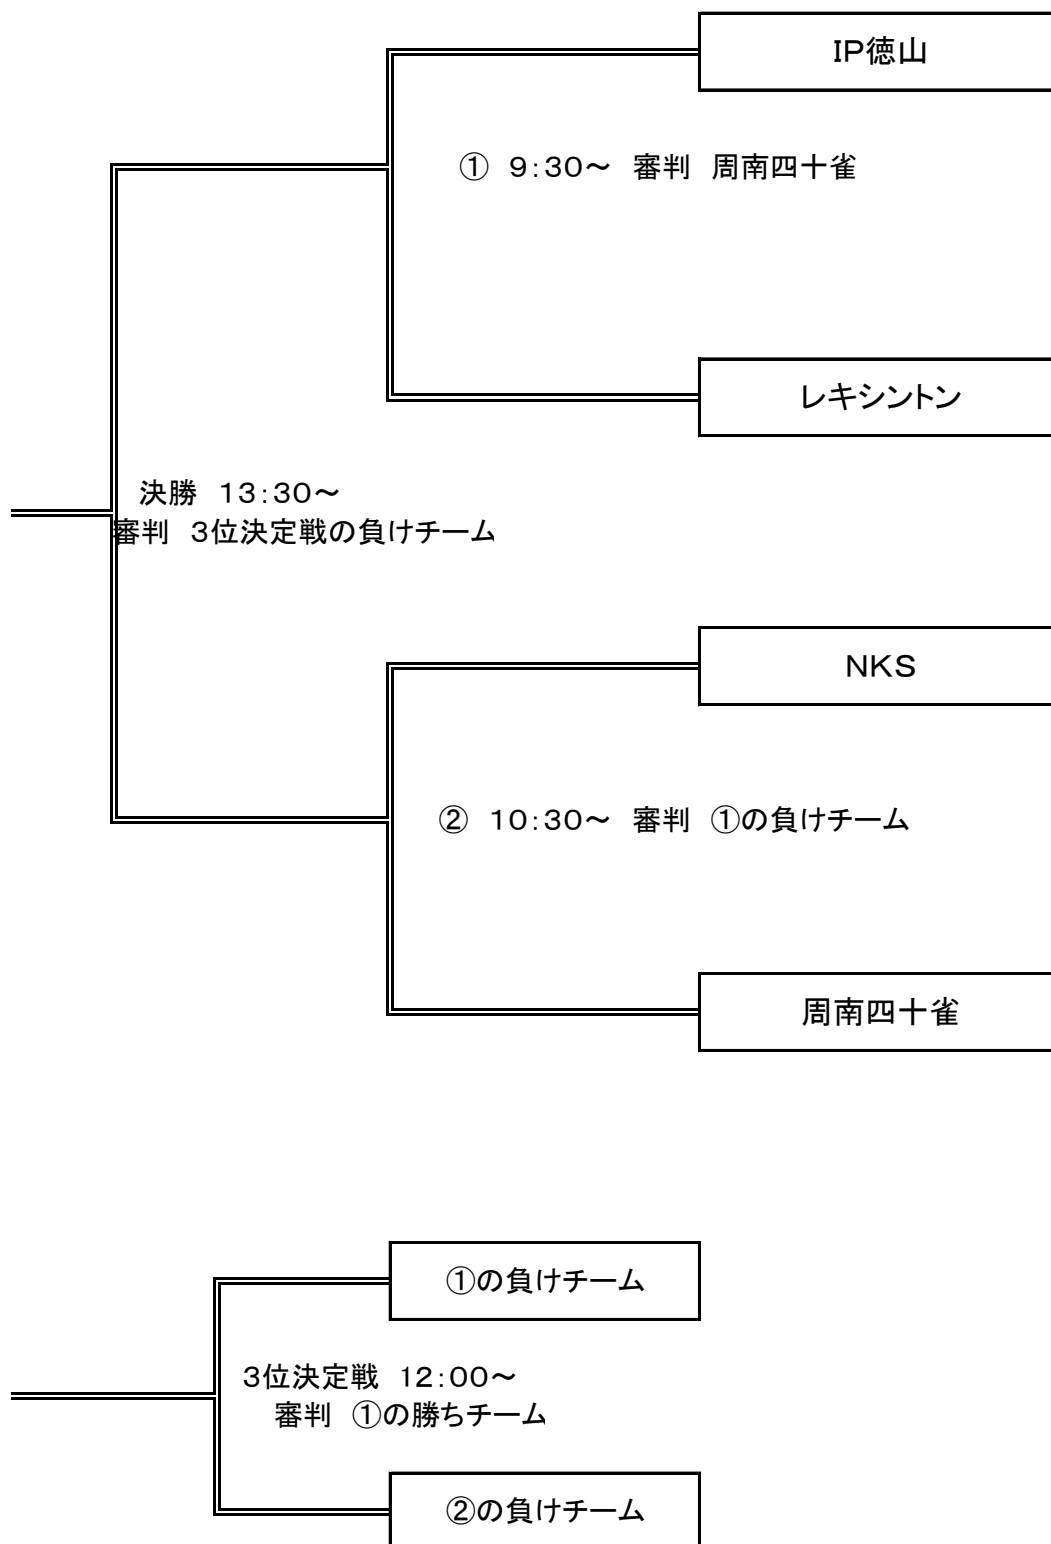 IP徳山
① 9:30～ 審判 周南四十雀
レキシントン
決勝 13:30～
審判 3位決定戦の負けチーム
NKS
② 10:30～ 審判 ①の負けチーム
周南四十雀
①の負けチーム
3位決定戦 12:00～
審判 ①の勝ちチーム
②の負けチーム